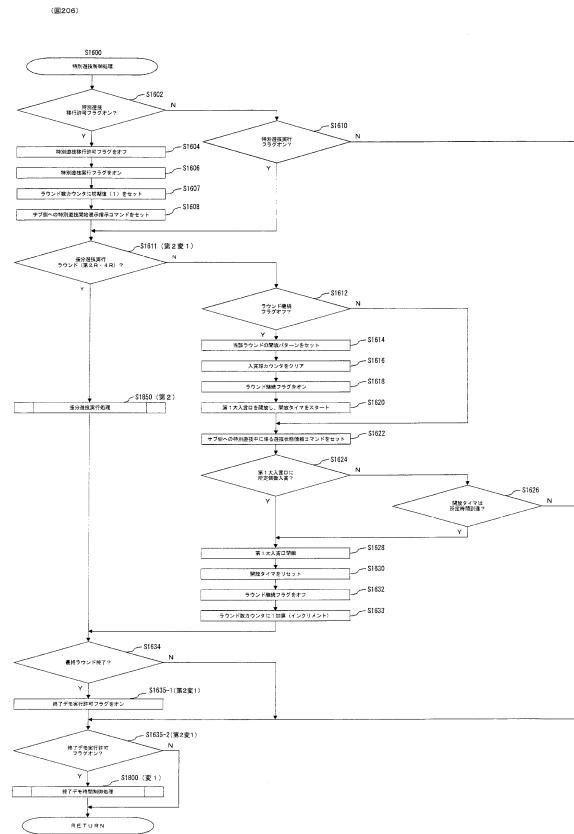 (図206)
S1600
特別遊技制御処理
S1602
特別遊技
移行許可フラグオン？
N
Y
S1610
特別遊技実行
フラグオン？
N
Y
特別遊技移行許可フラグをオフ
S1604
特別遊技実行フラグをオン
S1606
ラウンド数カウンタに初期値（1）をセット
S1607
サブ側への特別遊技開始表示指示コマンドをセット
S1608
S1611（第2変1）
振分遊技実行
ラウンド（第2R・4R）？
N
Y
S1612
ラウンド継続
フラグオフ？
N
Y
当該ラウンドの開放パターンをセット
S1614
入賞球カウンタをクリア
S1616
ラウンド継続フラグをオン
S1618
第1大入賞口を開放し、開放タイマをスタート
S1620
S1650（第2）
振分遊技実行処理
サブ側への特別遊技中に係る遊技状態情報コマンドをセット
S1622
S1624
第1大入賞口に
所定個数入賞？
N
Y
S1626
開放タイマは
所定時間到達？
N
Y
第1大入賞口閉鎖
S1628
開放タイマをリセット
S1630
ラウンド継続フラグをオフ
S1632
ラウンド数カウンタに1加算（インクリメント）
S1633
S1634
最終ラウンド終了？
N
Y
S1635-1(第2変1)
終了デモ実行許可フラグをオン
S1635-2(第2変1)
終了デモ実行許可
フラグオン？
N
Y
S1800（変1）
終了デモ時間制御処理
RETURN